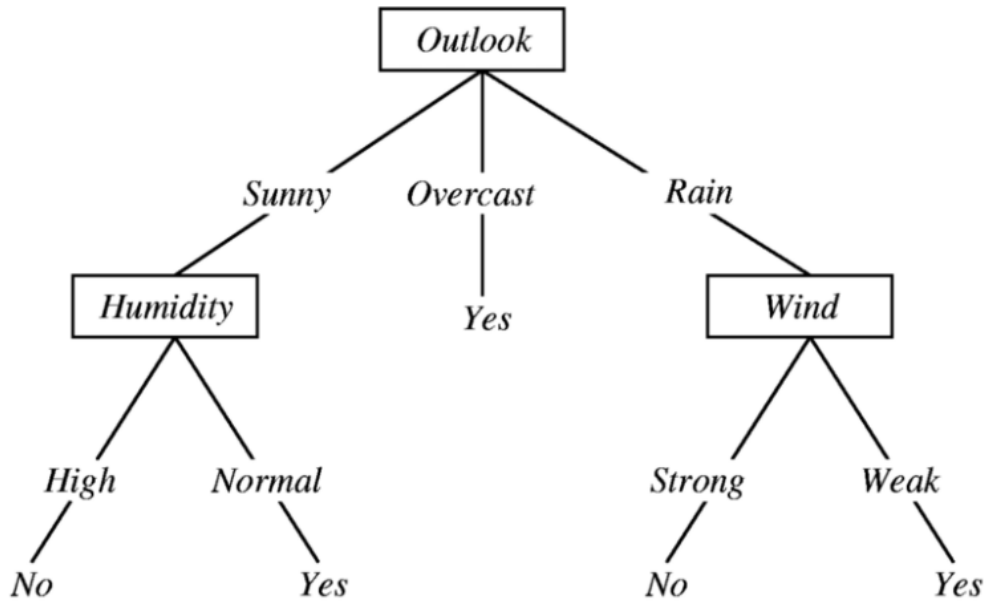 Outlook
Sunny Overcast Rain
Humidity Yes Wind
High Normal Strong Weak
No Yes No Yes